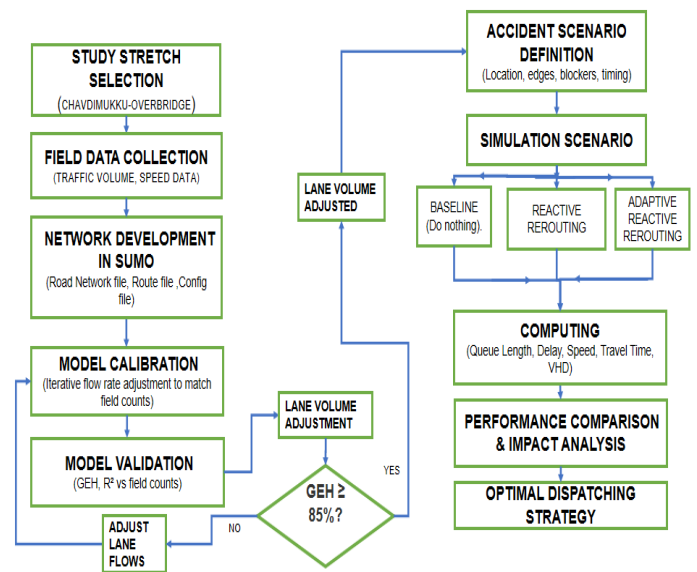 STUDY STRETCH
SELECTION
(CHAVDIMUKKU-OVERBRIDGE)
FIELD DATA COLLECTION
(TRAFFIC VOLUME, SPEED DATA)
NETWORK DEVELOPMENT
IN SUMO
(Road Network file, Route file ,Config
file)
MODEL CALIBRATION
(Iterative flow rate adjustment to match
field counts)
MODEL VALIDATION
(GEH, R² vs field counts)
ADJUST
LANE
FLOWS
NO
LANE VOLUME
ADJUSTMENT
GEH ≥
85%?
YES
LANE VOLUME
ADJUSTED
ACCIDENT SCENARIO
DEFINITION
(Location, edges, blockers, timing)
SIMULATION SCENARIO
BASELINE
(Do nothing).
REACTIVE
REROUTING
ADAPTIVE
REACTIVE
REROUTING
COMPUTING
(Queue Length, Delay, Speed, Travel Time,
VHD)
PERFORMANCE COMPARISON
& IMPACT ANALYSIS
OPTIMAL DISPATCHING
STRATEGY